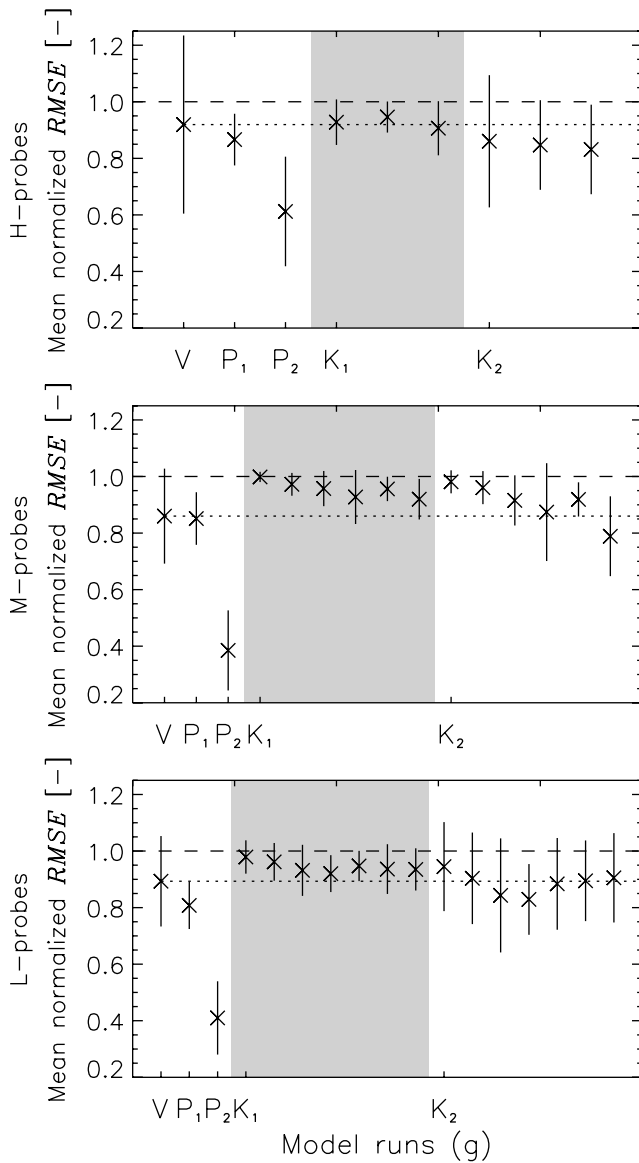 H-probes
Mean normalized RMSE [-]
1.2
1.0
0.8
0.6
0.4
0.2
V P₁ P₂ K₁ K₂
M-probes
Mean normalized RMSE [-]
1.2
1.0
0.8
0.6
0.4
0.2
V P₁ P₂ K₁ K₂
L-probes
Mean normalized RMSE [-]
1.2
1.0
0.8
0.6
0.4
0.2
V P₁ P₂ K₁ K₂
Model runs (g)